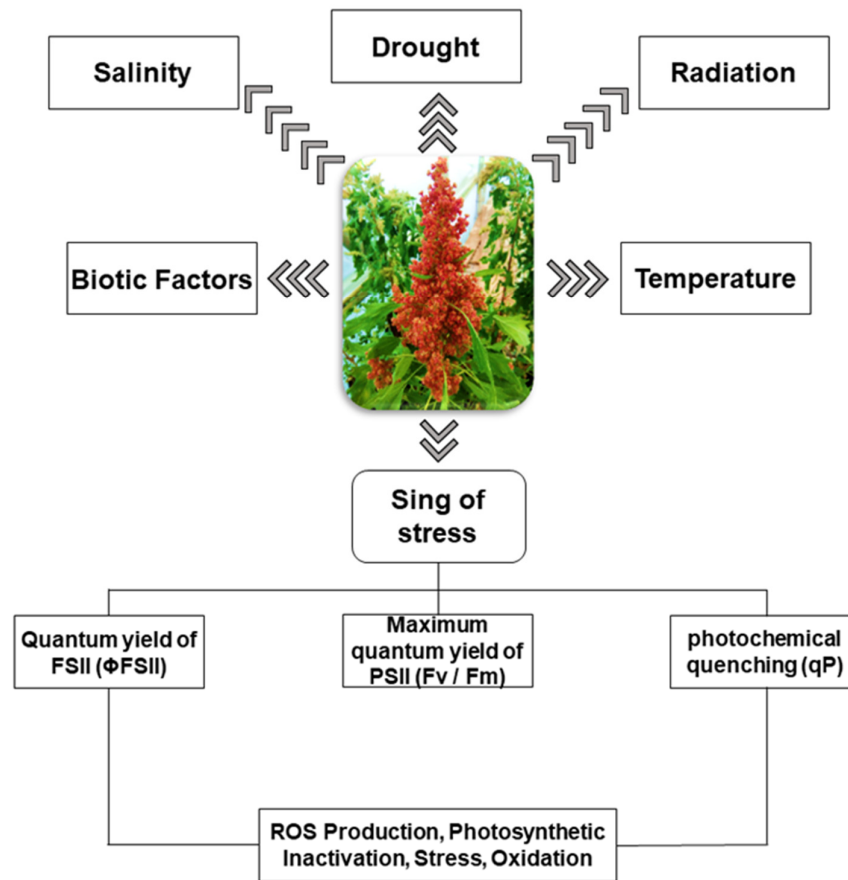 Drought
Salinity
Radiation
Biotic Factors
Temperature
Sing of
stress
Quantum yield of
FSII (ΦFSII)
Maximum
quantum yield of
PSII (Fv / Fm)
photochemical
quenching (qP)
ROS Production, Photosynthetic
Inactivation, Stress, Oxidation